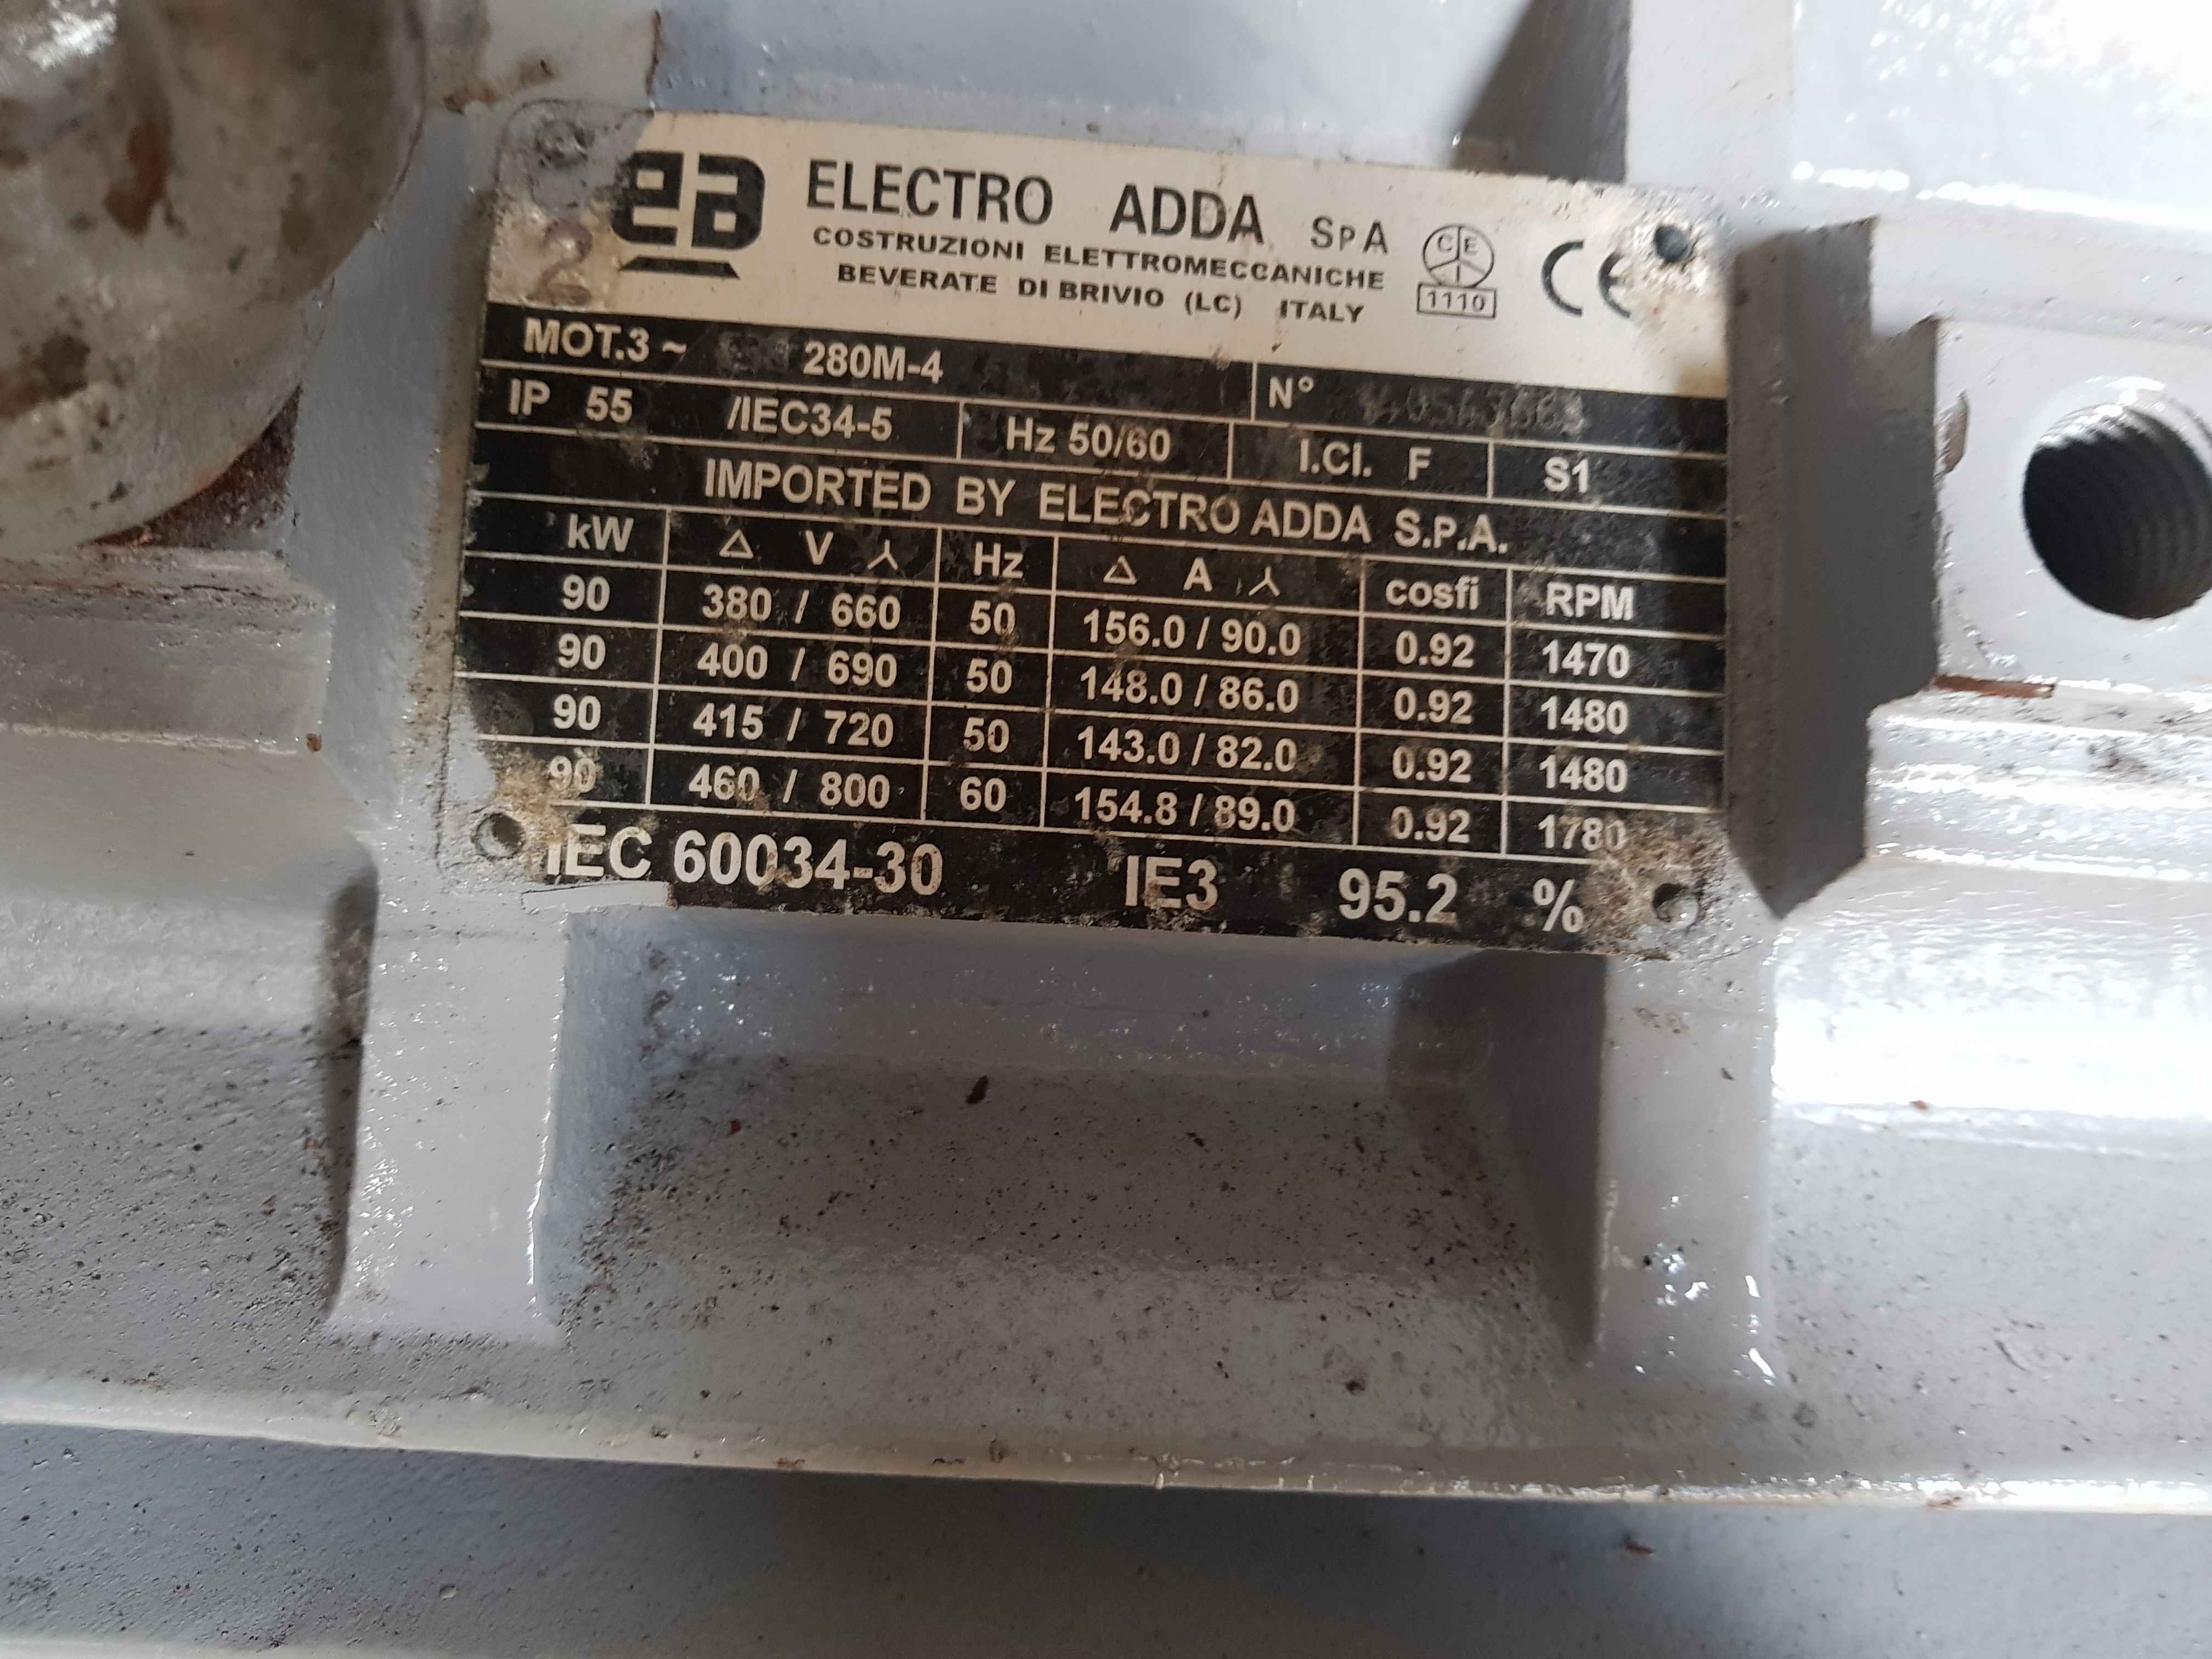 ea ELECTRO ADDA SpA
COSTRUZIONI ELETTROMECCANICHE
BEVERATE DI BRIVIO (LC) ITALY
CEI
1110
CE
2
MOT.3 ~ 280M-4 N°
IP 55 /IEC34-5 Hz 50/60 I.Cl. F S1
IMPORTED BY ELECTRO ADDA S.P.A.
kW △ V ⅄ Hz △ A ⅄ cosfi RPM
90 380 / 660 50 156.0 / 90.0 0.92 1470
90 400 / 690 50 148.0 / 86.0 0.92 1480
90 415 / 720 50 143.0 / 82.0 0.92 1480
90 460 / 800 60 154.8 / 89.0 0.92 1780
IEC 60034-30 IE3 95.2 %